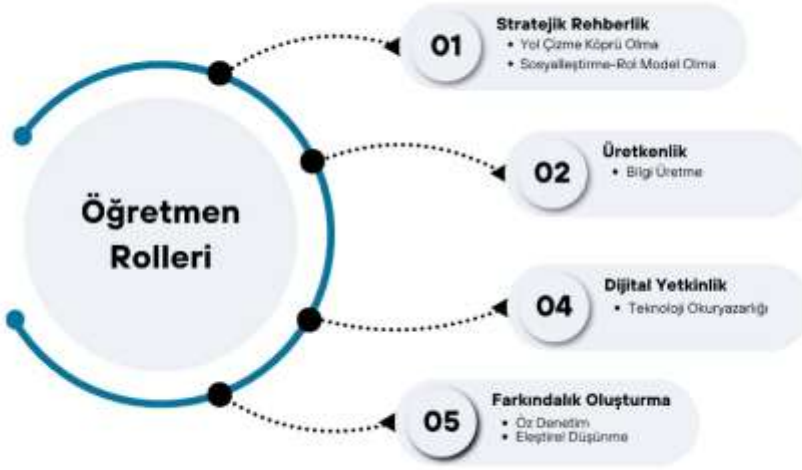 Öğretmen
Rolleri
01
Stratejik Rehberlik
• Yol Çizme Köprü Olma
• Sosyalleştirme-Rol Model Olma
02
Üretkenlik
• Bilgi Üretme
04
Dijital Yetkinlik
• Teknoloji Okuryazarlığı
05
Farkındalık Oluşturma
• Öz Denetim
• Eleştirel Düşünme